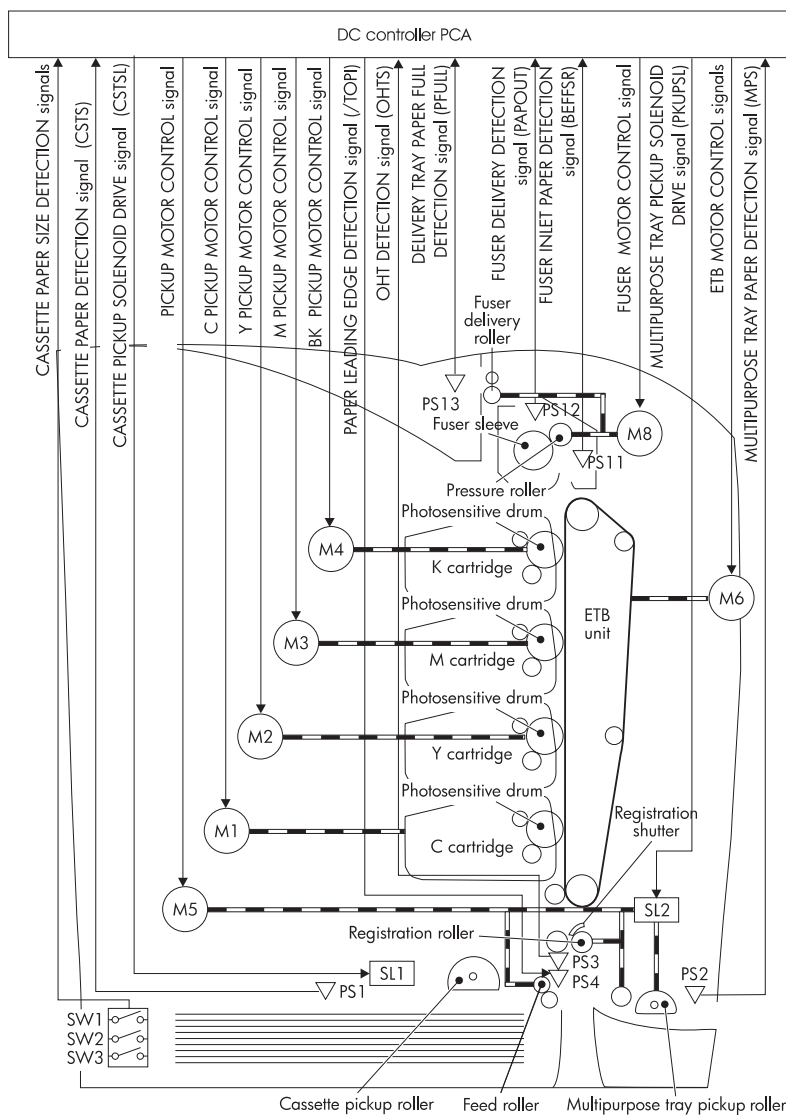 DC controller PCA
CASSETTE PAPER SIZE DETECTION signals
CASSETTE PAPER DETECTION signal (CSTS)
CASSETTE PICKUP SOLENOID DRIVE signal (CSTSL)
PICKUP MOTOR CONTROL signal
C PICKUP MOTOR CONTROL signal
Y PICKUP MOTOR CONTROL signal
M PICKUP MOTOR CONTROL signal
BK PICKUP MOTOR CONTROL signal
PAPER LEADING EDGE DETECTION signal (/TOPI)
OHT DETECTION signal (OHTS)
DELIVERY TRAY PAPER FULL
DETECTION signal (PFULL)
FUSER DELIVERY DETECTION
signal (PAPOUT)
FUSER INLET PAPER DETECTION
signal (BEFFSR)
FUSER MOTOR CONTROL signal
MULTIPURPOSE TRAY PICKUP SOLENOID
DRIVE signal (PKUPSL)
ETB MOTOR CONTROL signals
MULTIPURPOSE TRAY PAPER DETECTION signal (MPS)
Fuser
delivery
roller
PS13
PS12
Fuser sleeve
M8
PS11
Pressure roller
Photosensitive drum
M4
K cartridge
M6
ETB
unit
Photosensitive drum
M3
M cartridge
Photosensitive drum
M2
Y cartridge
Photosensitive drum
Registration
shutter
M1
C cartridge
M5
SL2
Registration roller
PS3
PS4
PS2
SL1
PS1
SW1
SW2
SW3
Cassette pickup roller
Feed roller
Multipurpose tray pickup roller